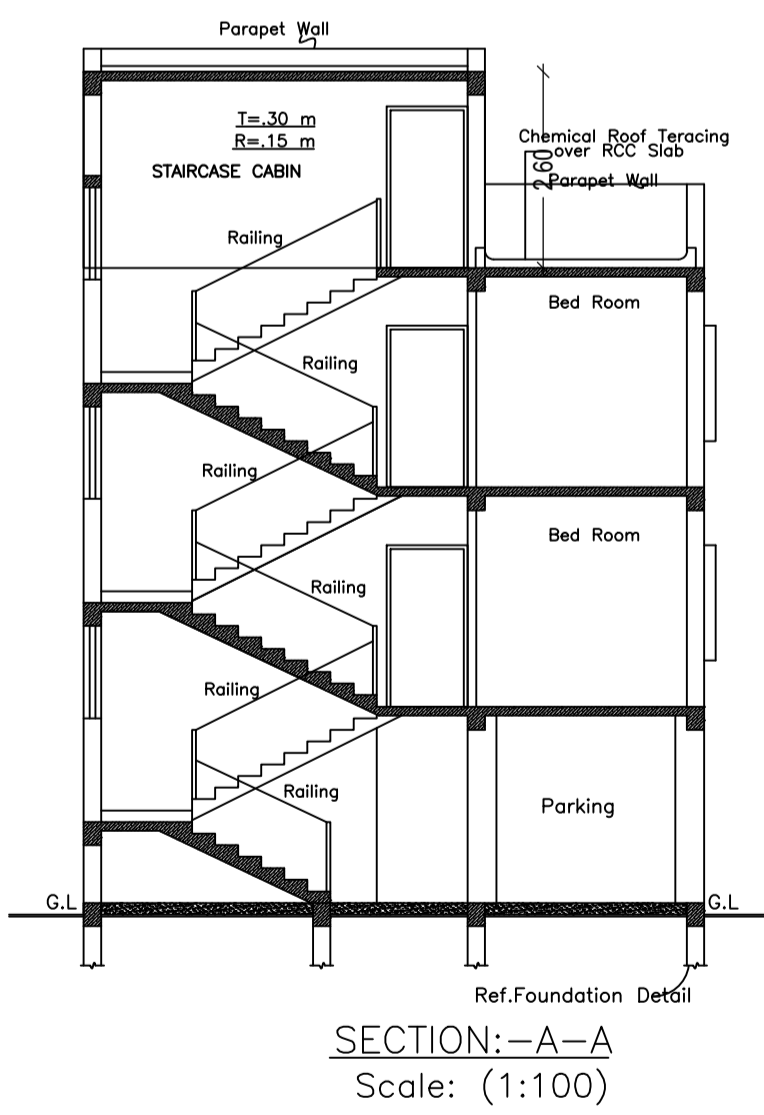 Parapet Wall
T=.30 m
R=.15 m
STAIRCASE CABIN
2.60
Chemical Roof Teracing
over RCC Slab
Parapet Wall
Railing
Bed Room
Railing
Railing
Bed Room
Railing
Railing
Railing
Parking
G.L
G.L
Ref.Foundation Detail
SECTION:-A-A
Scale: (1:100)